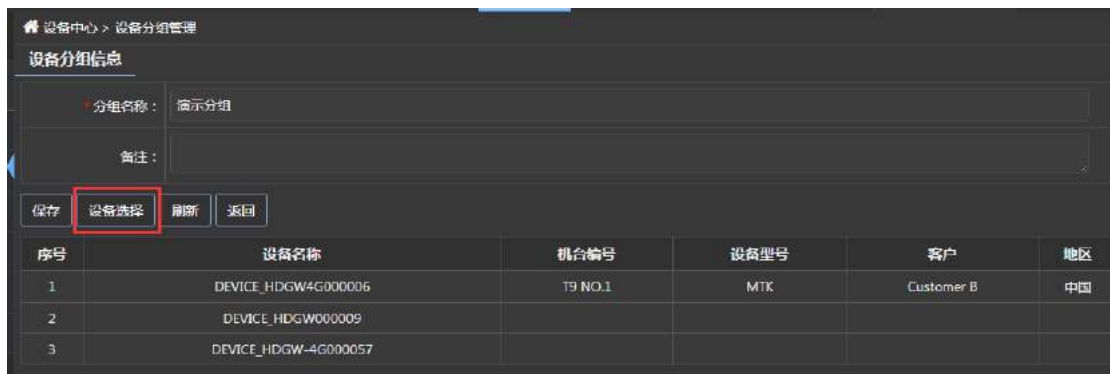 设备中心 > 设备分组管理
设备分组信息
*分组名称： 演示分组
备注：
保存 设备选择 刷新 返回
序号 设备名称 机台编号 设备型号 客户 地区
1 DEVICE_HDGW4G000006 T9 NO.1 MTK Customer B 中国
2 DEVICE_HDGW000009
3 DEVICE_HDGW-4G000057